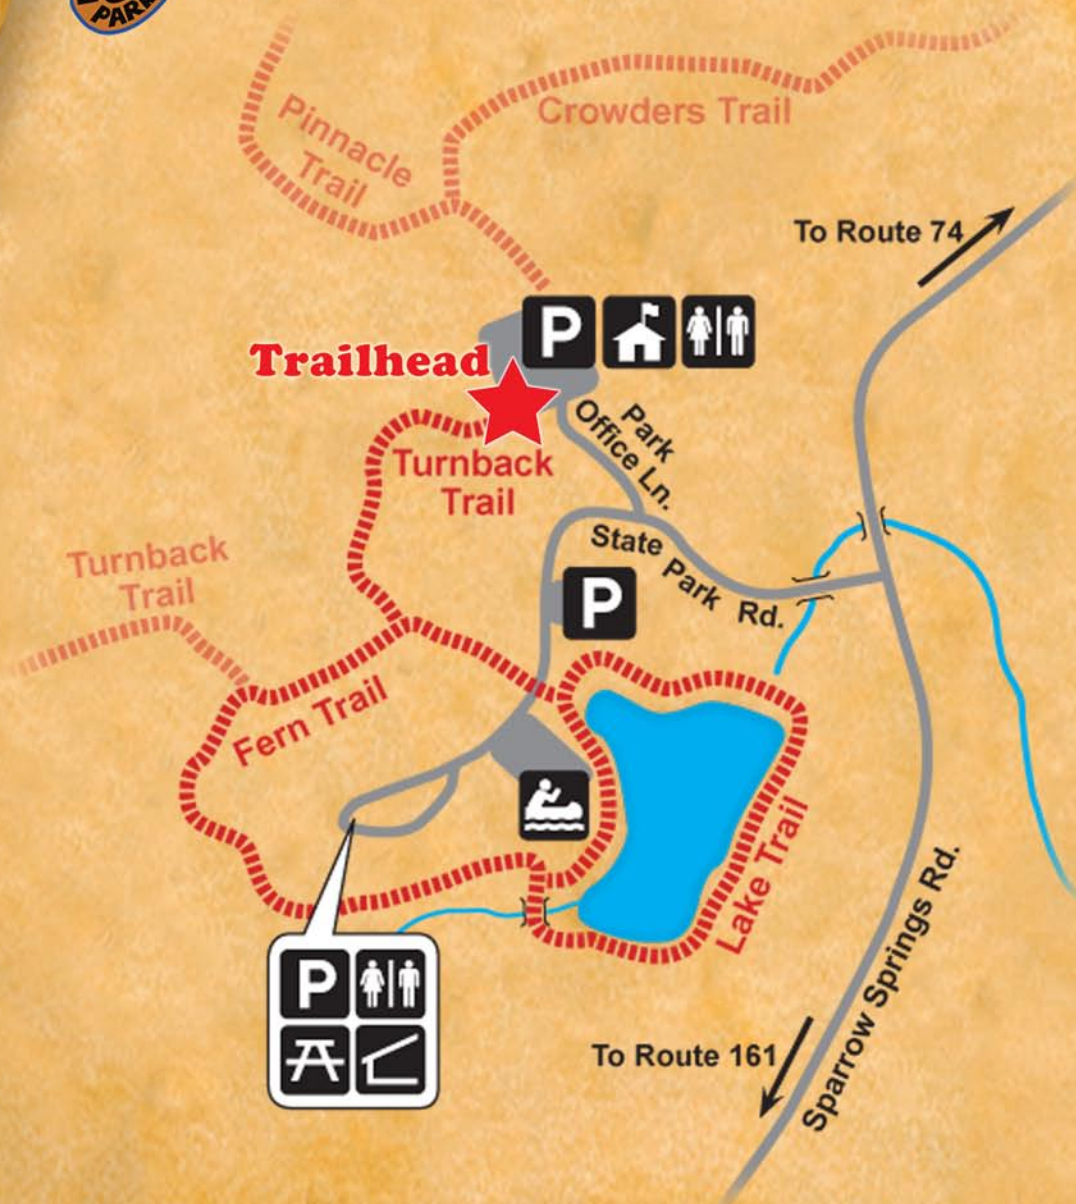 PARK
Pinnacle
Trail
Crowders Trail
To Route 74
P
Trailhead
Park
Office Ln.
Turnback
Trail
State
Park Rd.
Turnback
Trail
P
Fern Trail
Lake Trail
Sparrow Springs Rd.
P
To Route 161